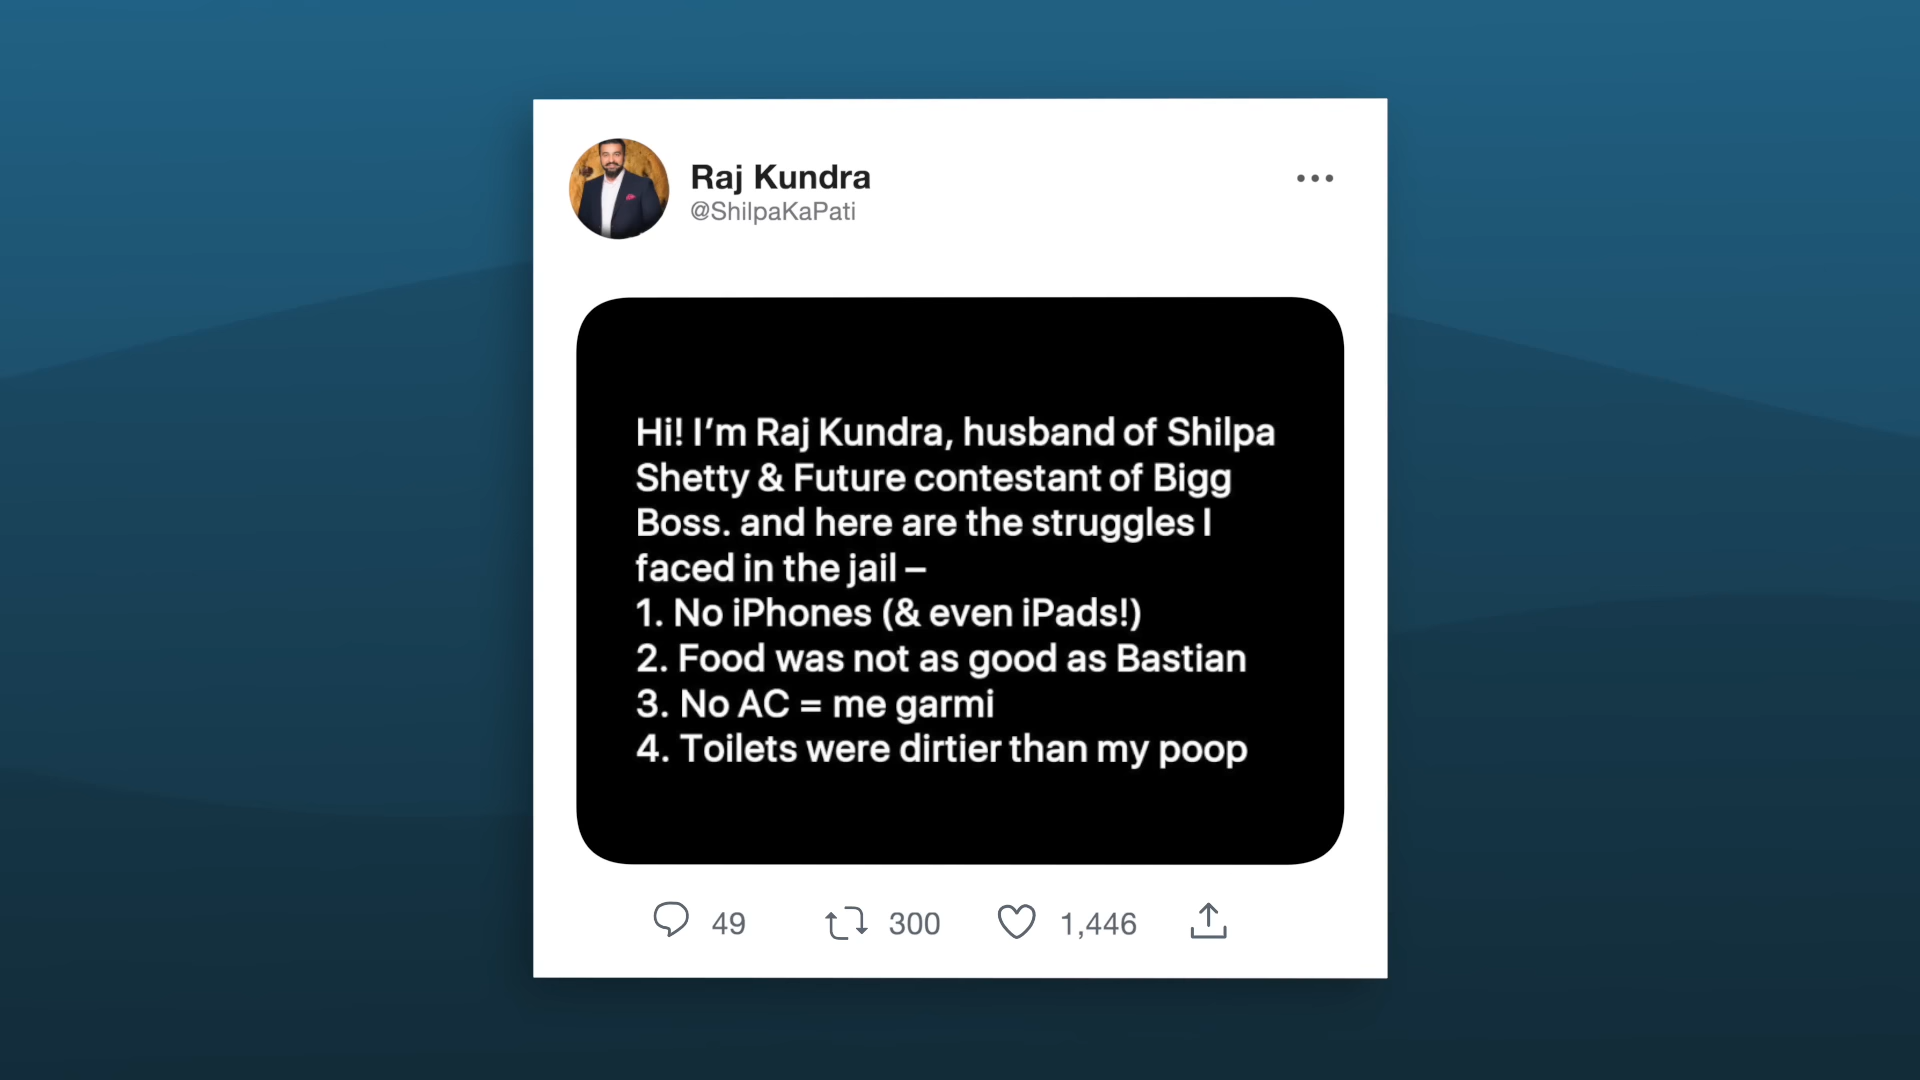 Raj Kundra
@ShilpaKaPati
Hi! I’m Raj Kundra, husband of Shilpa
Shetty & Future contestant of Bigg
Boss. and here are the struggles I
faced in the jail –
1. No iPhones (& even iPads!)
2. Food was not as good as Bastian
3. No AC = me garmi
4. Toilets were dirtier than my poop
49 300 1,446